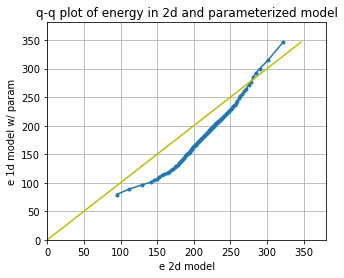 q-q plot of energy in 2d and parameterized model
350
300
250
200
150
100
50
0
e 1d model w/ param
0 50 100 150 200 250 300 350
e 2d model